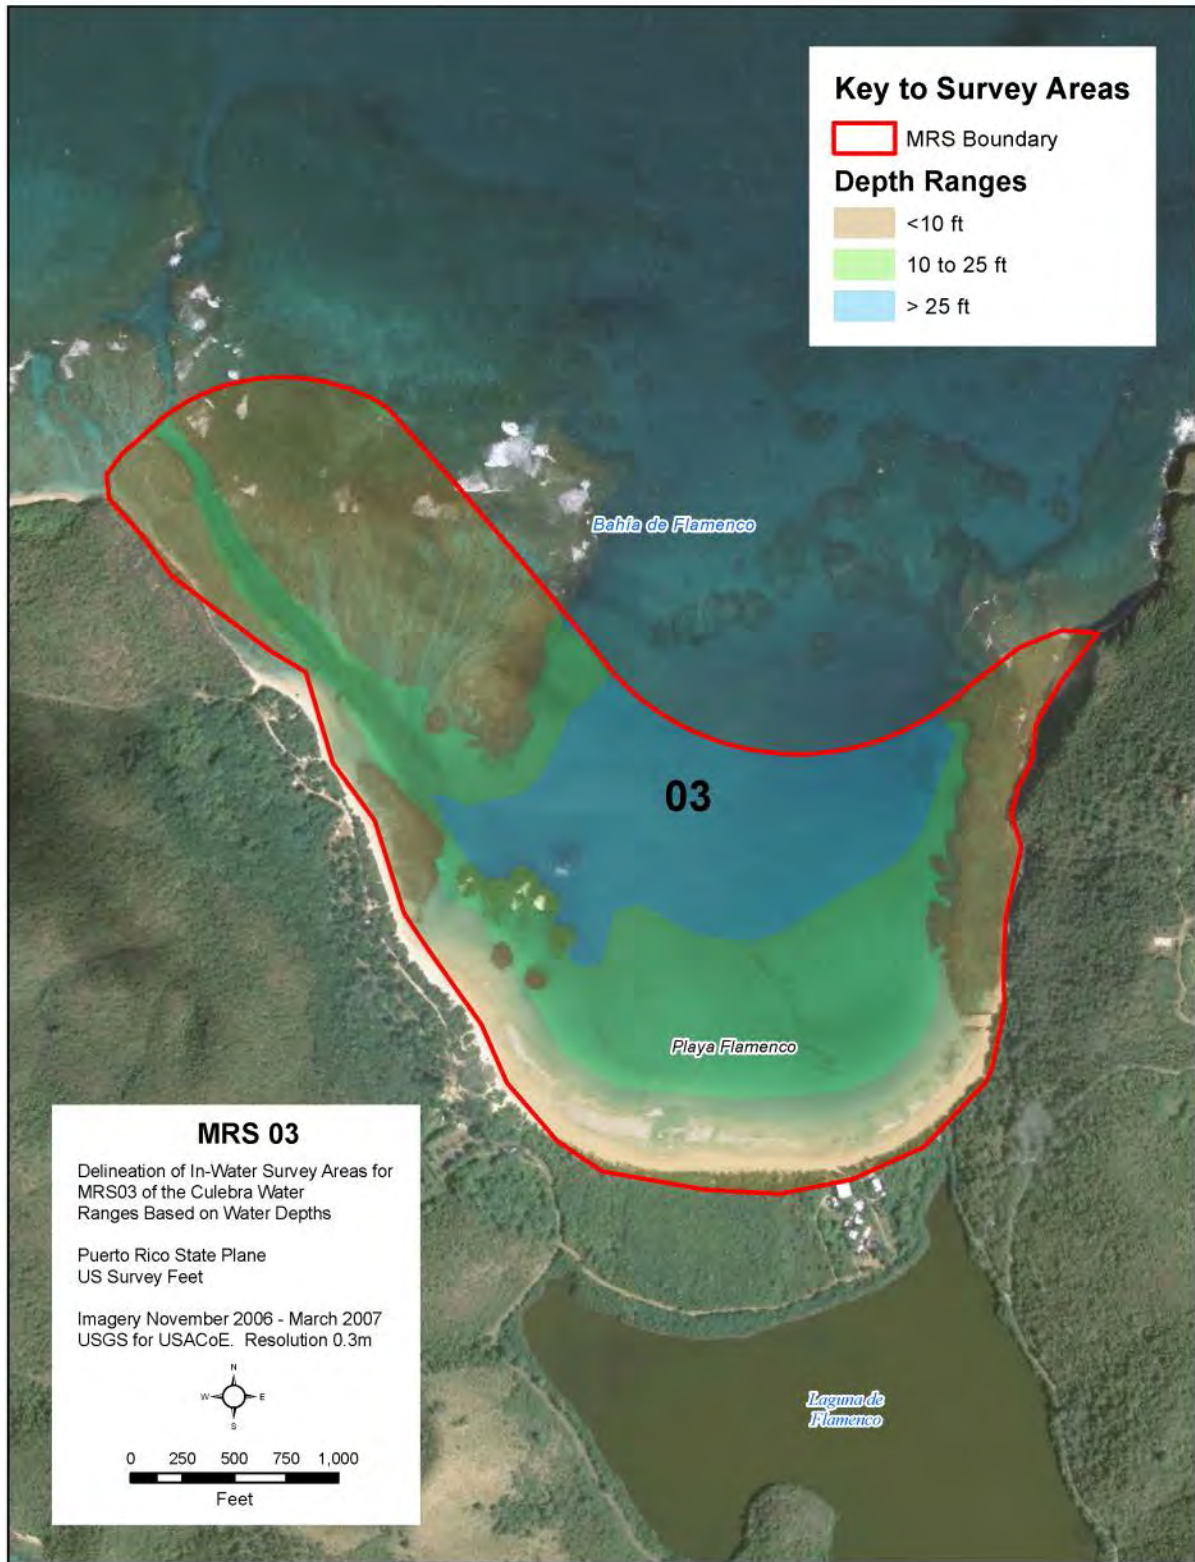 Key to Survey Areas
MRS Boundary
Depth Ranges
<10 ft
10 to 25 ft
> 25 ft
Bahía de Flamenco
03
Playa Flamenco
MRS 03
Delineation of In-Water Survey Areas for
MRS03 of the Culebra Water
Ranges Based on Water Depths
Puerto Rico State Plane
US Survey Feet
Imagery November 2006 - March 2007
USGS for USACoE. Resolution 0.3m
N
W E
S
0 250 500 750 1,000
Feet
Laguna de
Flamenco